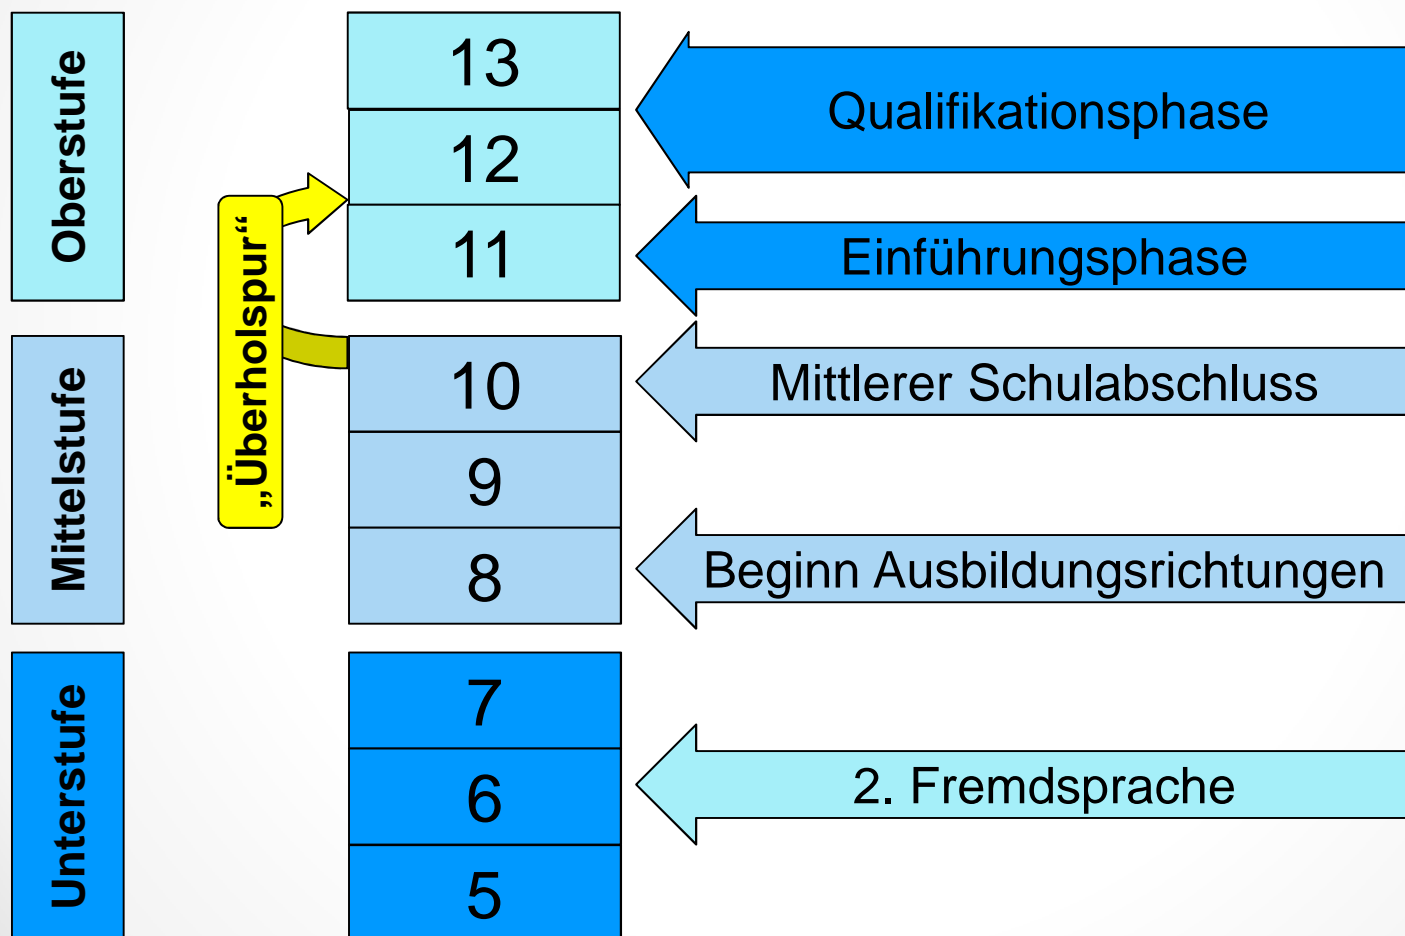 Oberstufe
13
Qualifikationsphase
12
11
Einführungsphase
„Überholspur“
Mittelstufe
10
Mittlerer Schulabschluss
9
8
Beginn Ausbildungsrichtungen
Unterstufe
7
6
2. Fremdsprache
5